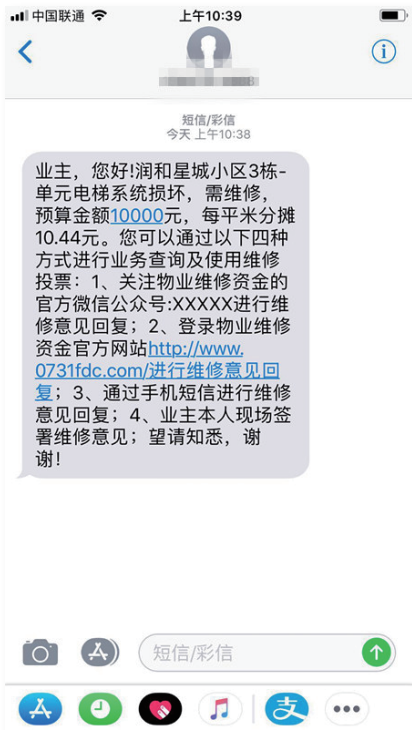 中国联通
上午10:39
短信/彩信
今天 上午10:38
业主，您好!润和星城小区3栋-
单元电梯系统损坏，需维修，
预算金额10000元，每平米分摊
10.44元。您可以通过以下四种
方式进行业务查询及使用维修
投票：1、关注物业维修资金的
官方微信公众号:XXXXX进行维
修意见回复；2、登录物业维修
资金官方网站http://www.
0731fdc.com/进行维修意见回
复；3、通过手机短信进行维修
意见回复；4、业主本人现场签
署维修意见；望请知悉，谢
谢！
短信/彩信
支